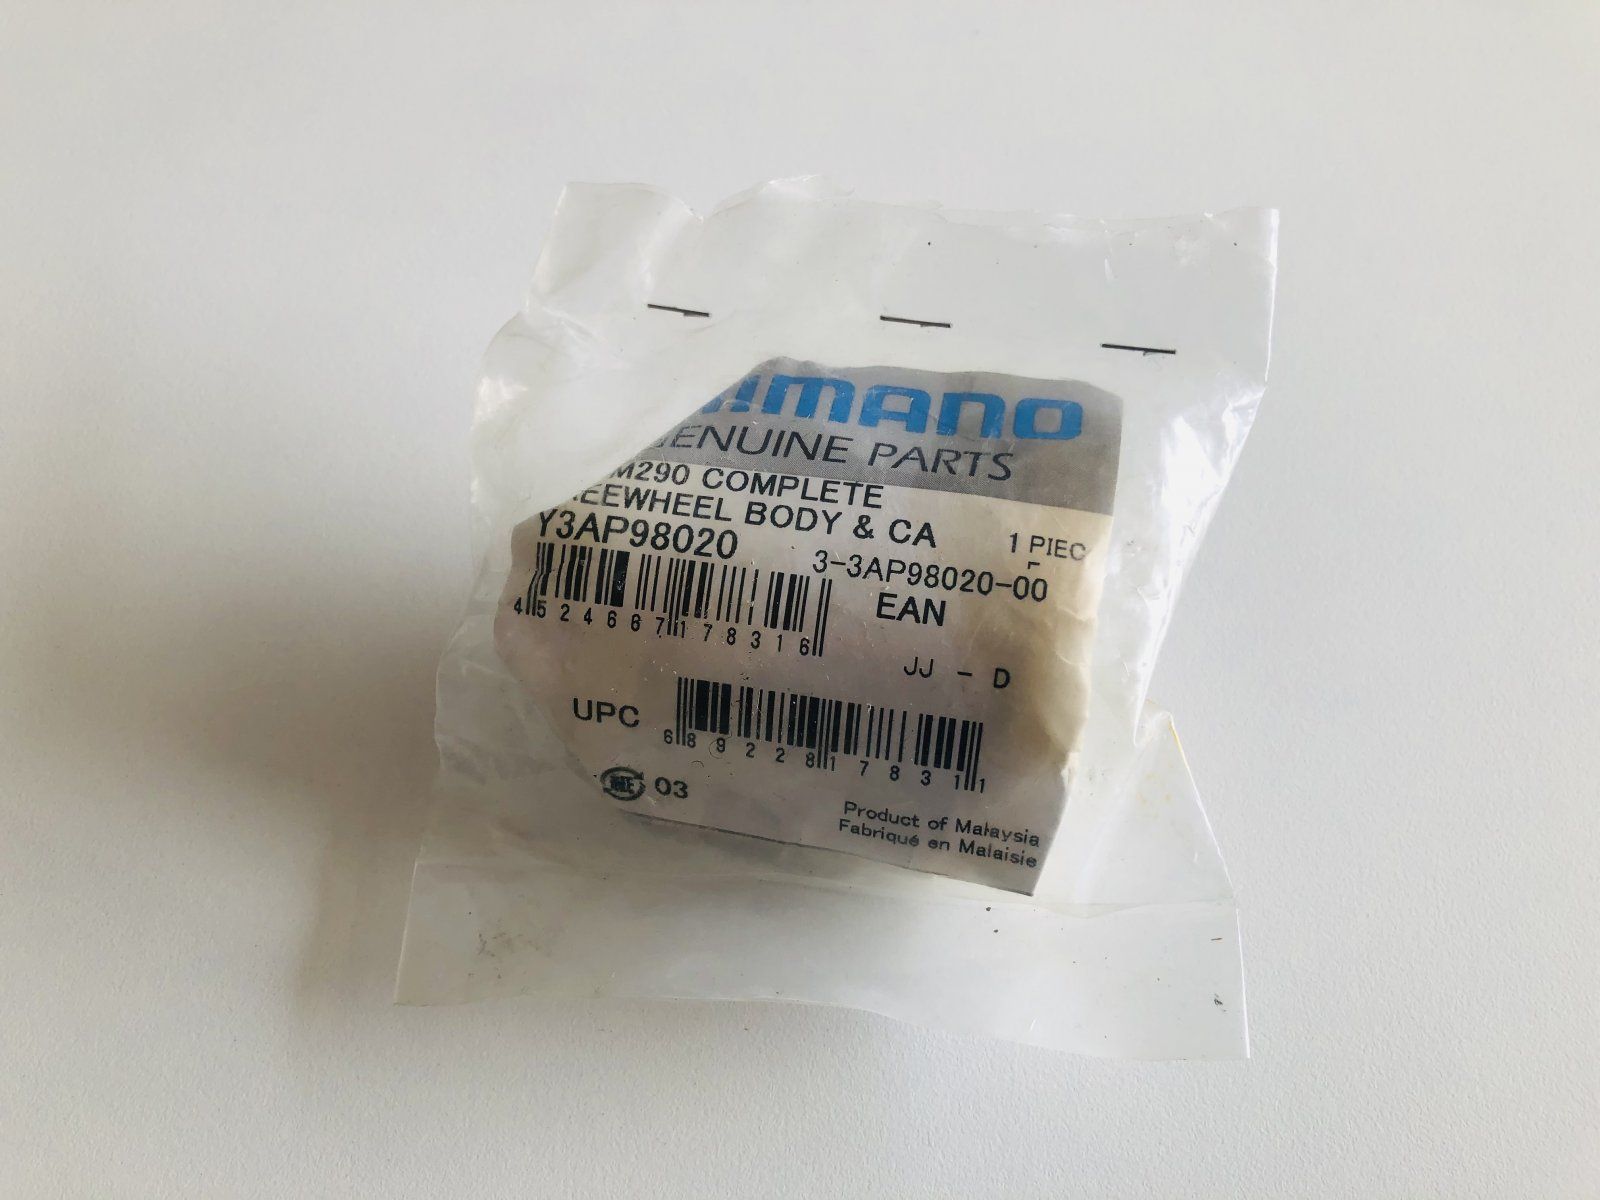 IMANO
GENUINE PARTS
M290 COMPLETE
REEWHEEL BODY & CA
Y3AP98020
1 PIEC
3-3AP98020-00
EAN
4 524667 178316
JJ - D
UPC
6 89228 17831 1
03
Product of Malaysia
Fabriqué en Malaisie